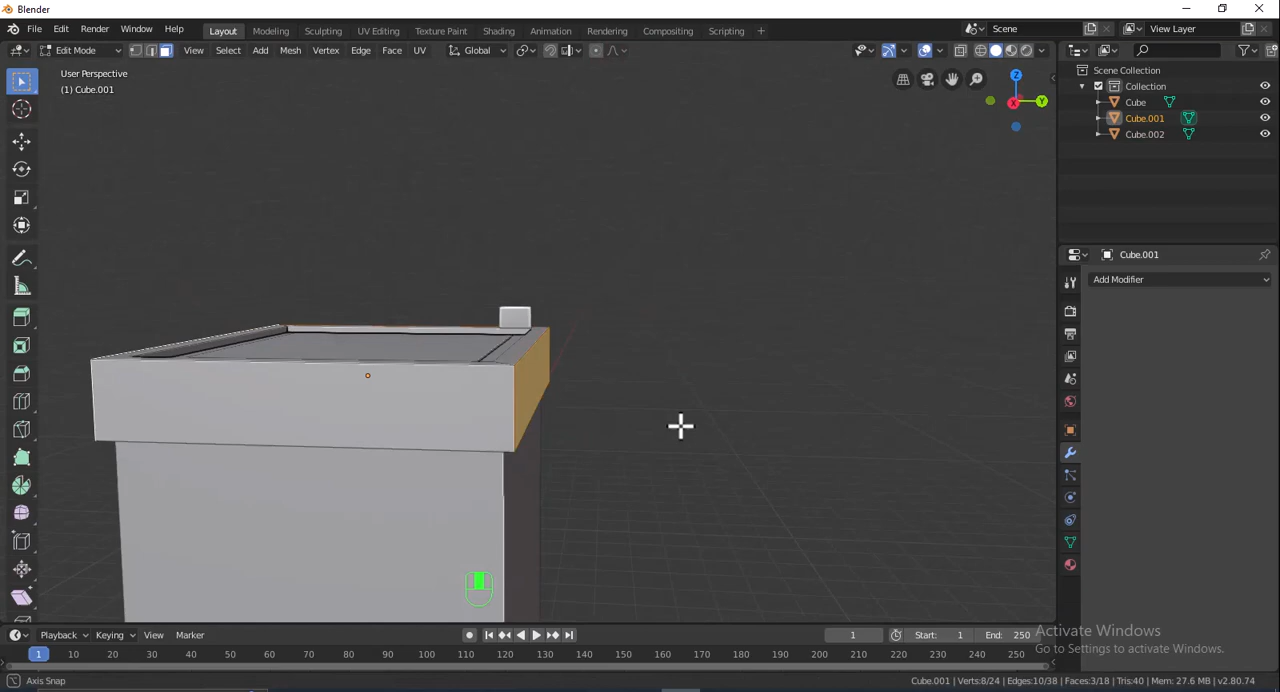 Blender
File Edit Render Window Help
Layout Modeling Sculpting UV Editing Texture Paint Shading Animation Rendering Compositing Scripting +
Scene
View Layer
Edit Mode View Select Add Mesh Vertex Edge Face UV Global
User Perspective
(1) Cube.001
Z
Y
X
Scene Collection
Collection
Cube
Cube.001
Cube.002
Cube.001
Add Modifier
Playback Keying View Marker
1
Start: 1
End: 250
1 10 20 30 40 50 60 70 80 90 100 110 120 130 140 150 160 170 180 190 200 210 220 230 240 250
Activate Windows
Go to Settings to activate Windows.
Axis Snap
Cube.001 | Verts:8/24 | Edges:10/38 | Faces:3/18 | Tris:40 | Mem: 27.6 MB | v2.80.74